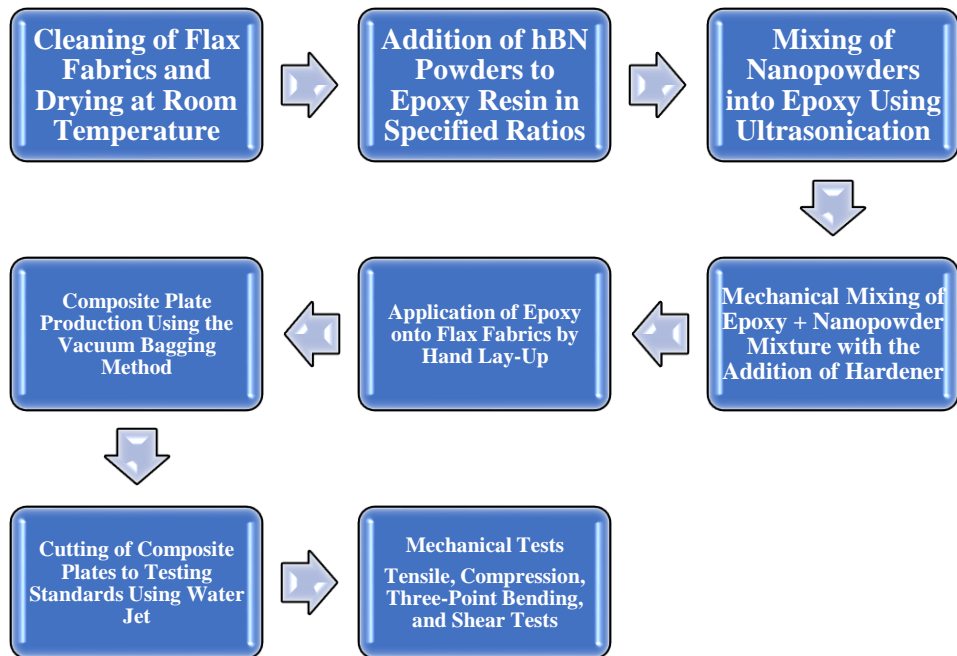 Cleaning of Flax
Fabrics and
Drying at Room
Temperature
Addition of hBN
Powders to
Epoxy Resin in
Specified Ratios
Mixing of
Nanopowders
into Epoxy Using
Ultrasonication
Mechanical Mixing of
Epoxy + Nanopowder
Mixture with the
Addition of Hardener
Application of Epoxy
onto Flax Fabrics by
Hand Lay-Up
Composite Plate
Production Using the
Vacuum Bagging
Method
Cutting of Composite
Plates to Testing
Standards Using Water
Jet
Mechanical Tests
Tensile, Compression,
Three-Point Bending,
and Shear Tests